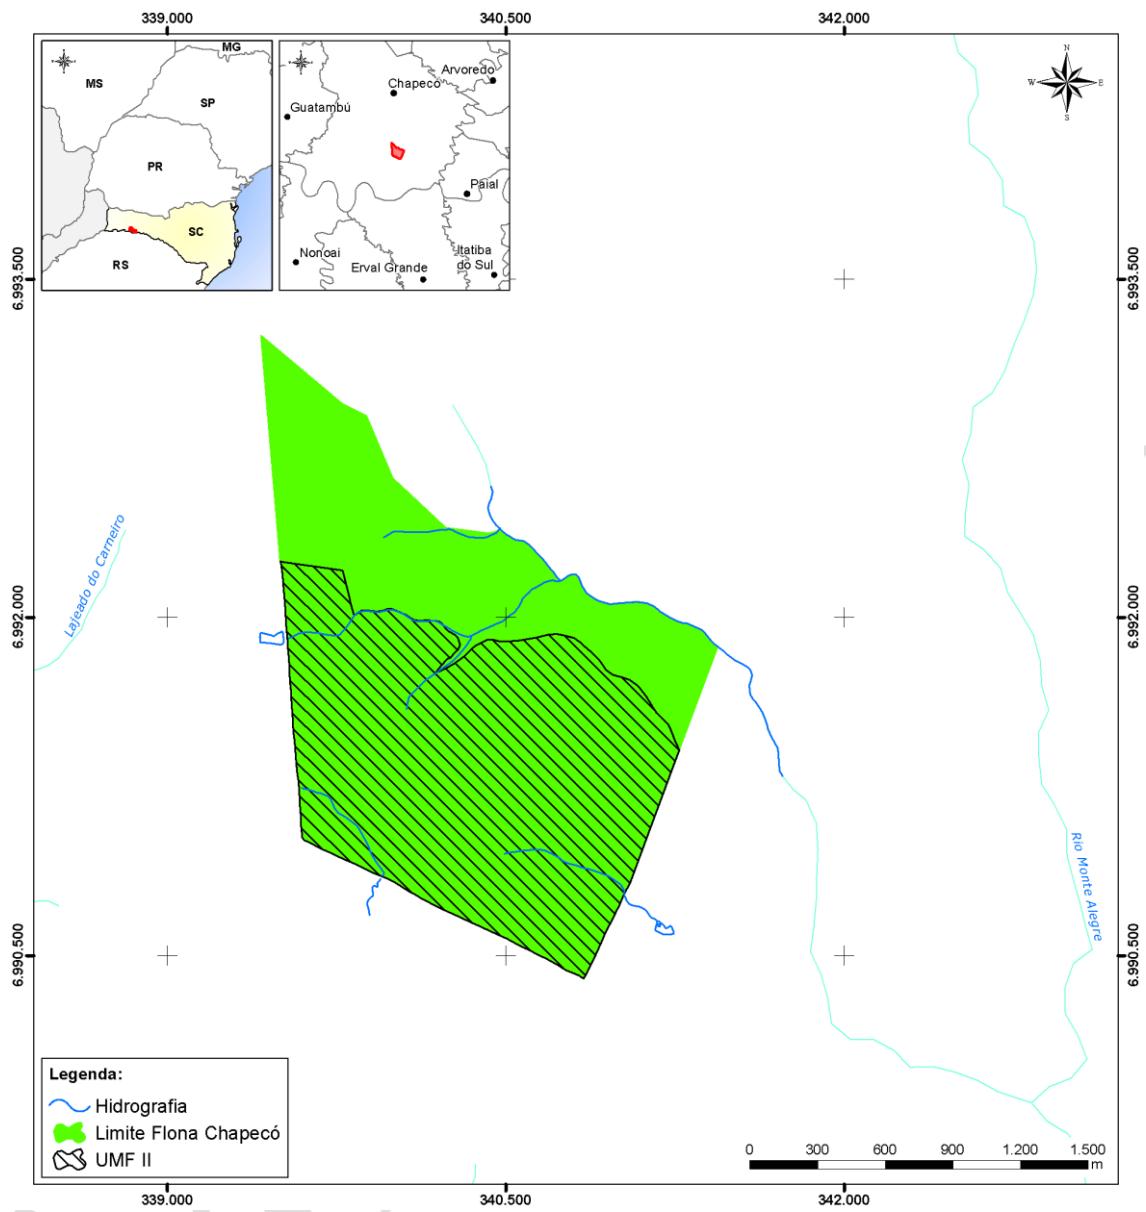 339.000 340.500 342.000
MG
MS
SP
PR
SC
RS
Arvoredo
Chapecó
Guatambú
Paial
Nonoai
Itatiba
do Sul
Erval Grande
N
W E
S
6.993.500 6.993.500
Lajeado do Carneiro
6.992.000 6.992.000
Rio Monte Alegre
6.990.500 6.990.500
Legenda:
Hidrografia
Limite Flona Chapecó
UMF II
0 300 600 900 1.200 1.500
m
339.000 340.500 342.000